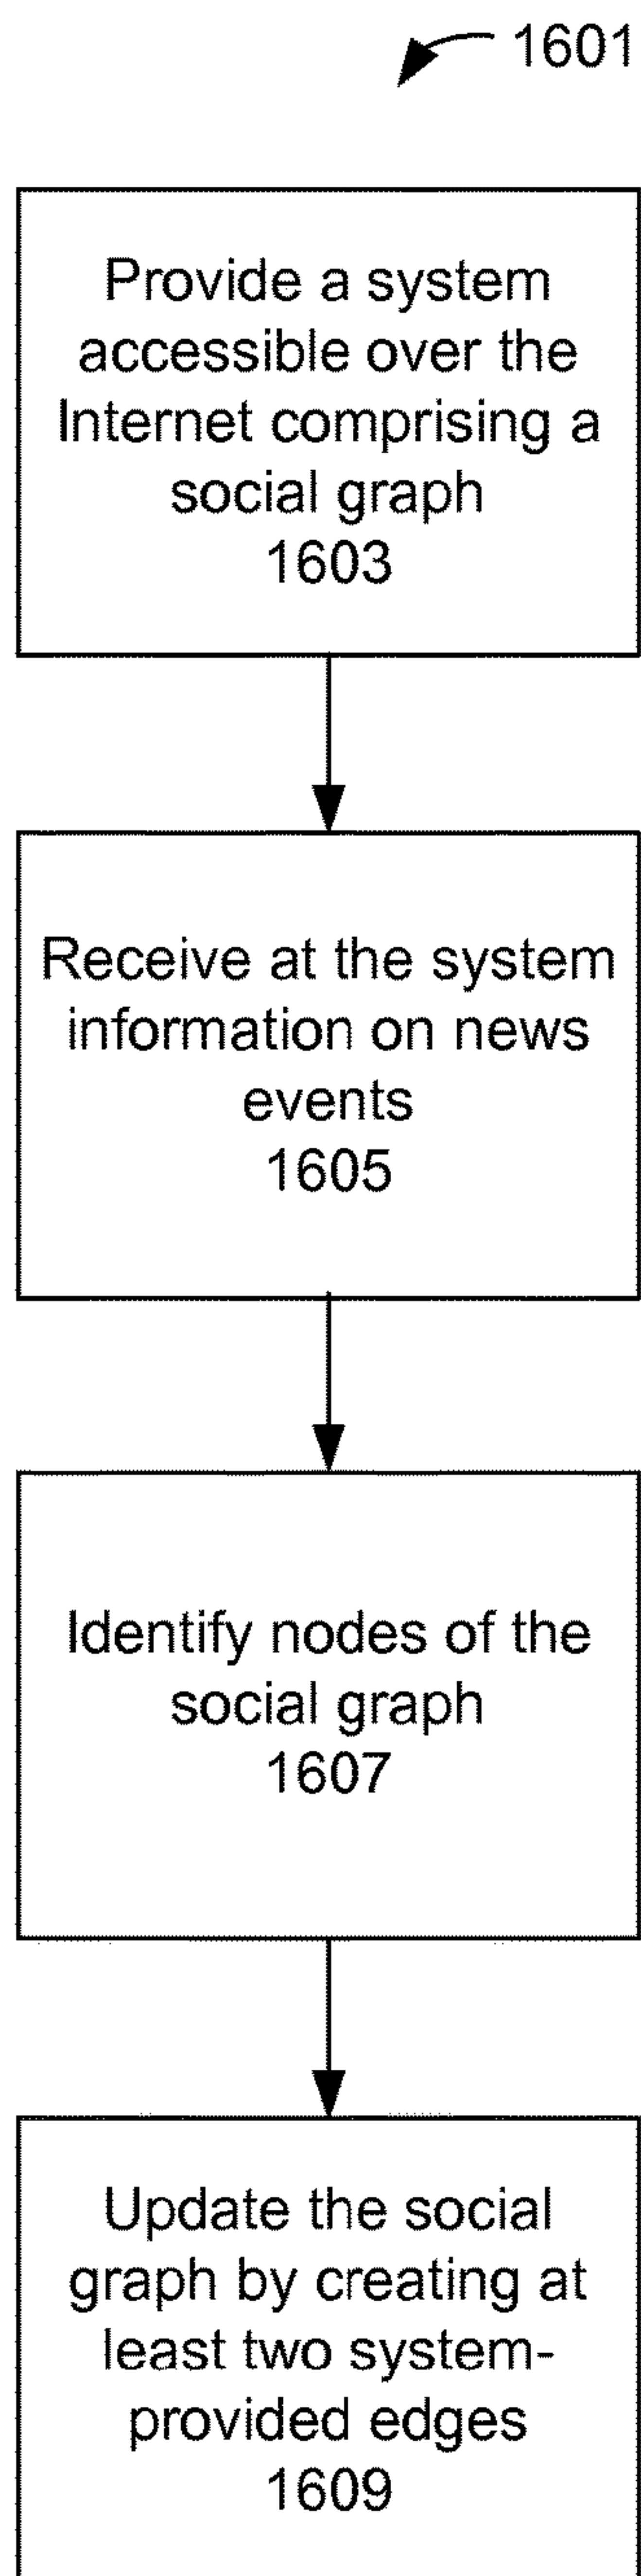 1601
Provide a system
accessible over the
Internet comprising a
social graph
1603
Receive at the system
information on news
events
1605
Identify nodes of the
social graph
1607
Update the social
graph by creating at
least two system-
provided edges
1609